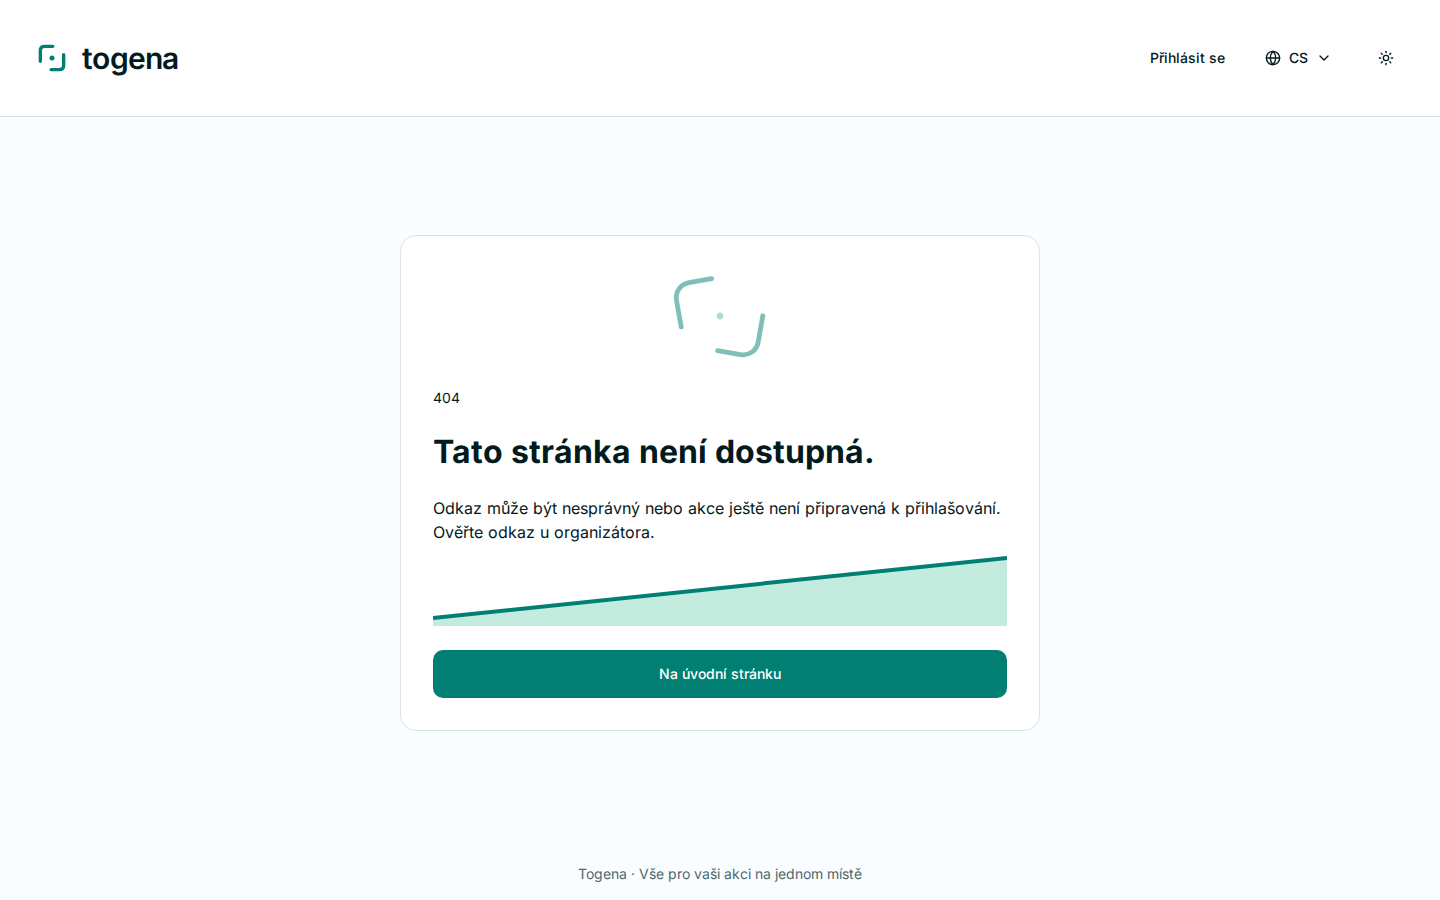 togena
Přihlásit se
CS
404
Tato stránka není dostupná.
Odkaz může být nesprávný nebo akce ještě není připravená k přihlašování.
Ověřte odkaz u organizátora.
Na úvodní stránku
Togena · Vše pro vaši akci na jednom místě